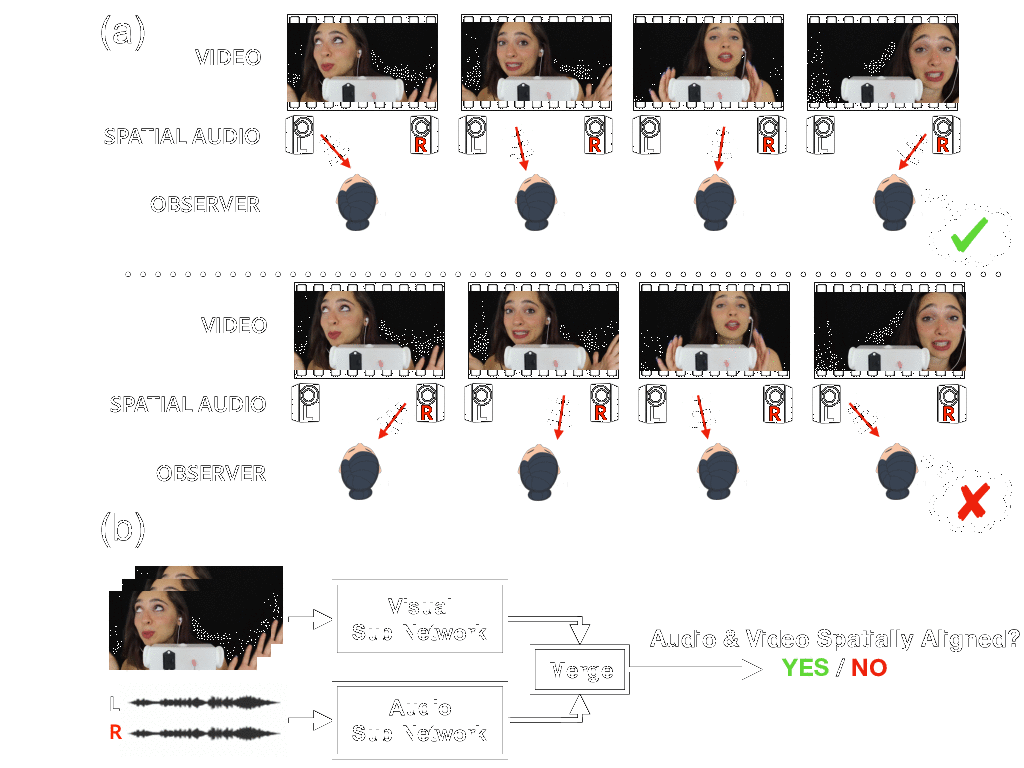 (a)
VIDEO
SPATIAL AUDIO
L R L R L R L R
OBSERVER
VIDEO
SPATIAL AUDIO
L R L R L R L R
OBSERVER
(b)
Visual
Sub Network
Merge
Audio & Video Spatially Aligned?
YES / NO
L
R
Audio
Sub Network